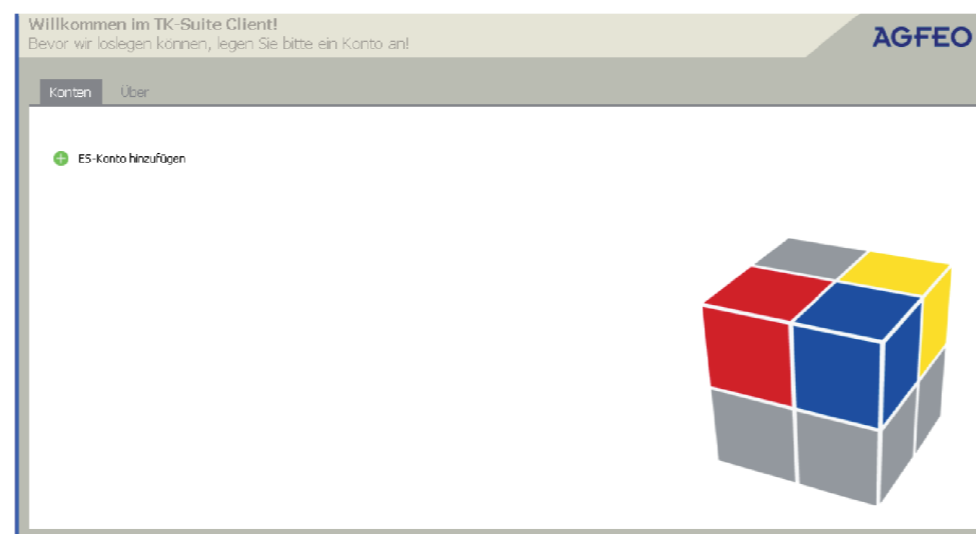 Willkommen im TK-Suite Client!
Bevor wir loslegen können, legen Sie bitte ein Konto an!
AGFEO
Konten Über
ES-Konto hinzufügen